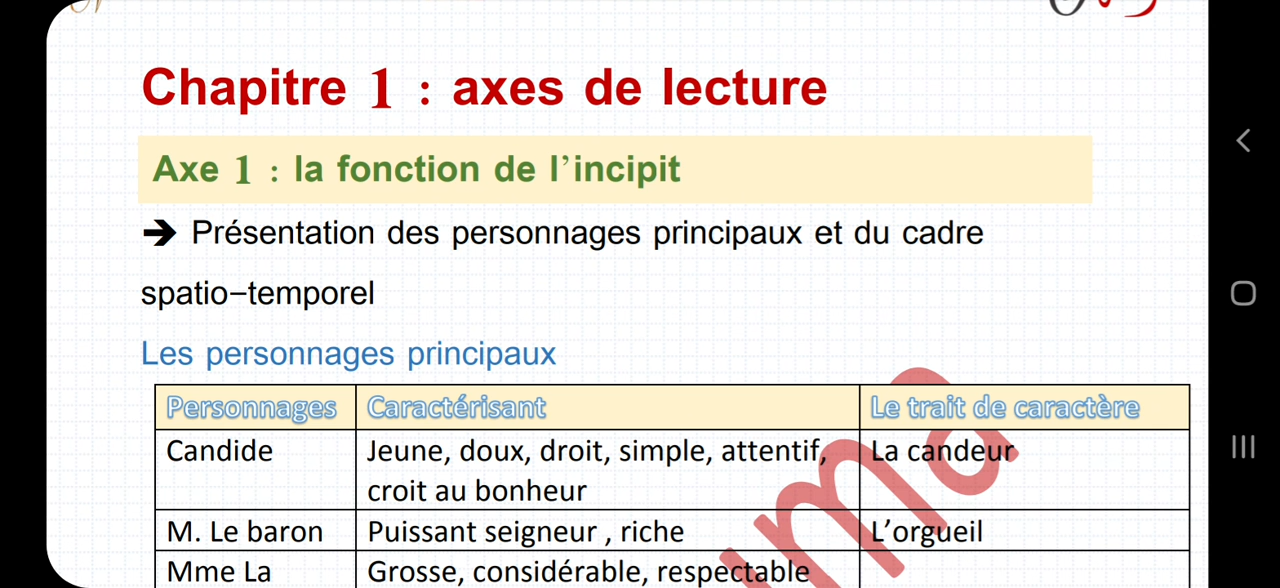 Chapitre 1 : axes de lecture
Axe 1 : la fonction de l’incipit
➔ Présentation des personnages principaux et du cadre
spatio–temporel
Les personnages principaux
Personnages Caractérisant Le trait de caractère
Candide Jeune, doux, droit, simple, attentif, La candeur
croit au bonheur
M. Le baron Puissant seigneur , riche L’orgueil
Mme La Grosse, considérable, respectable